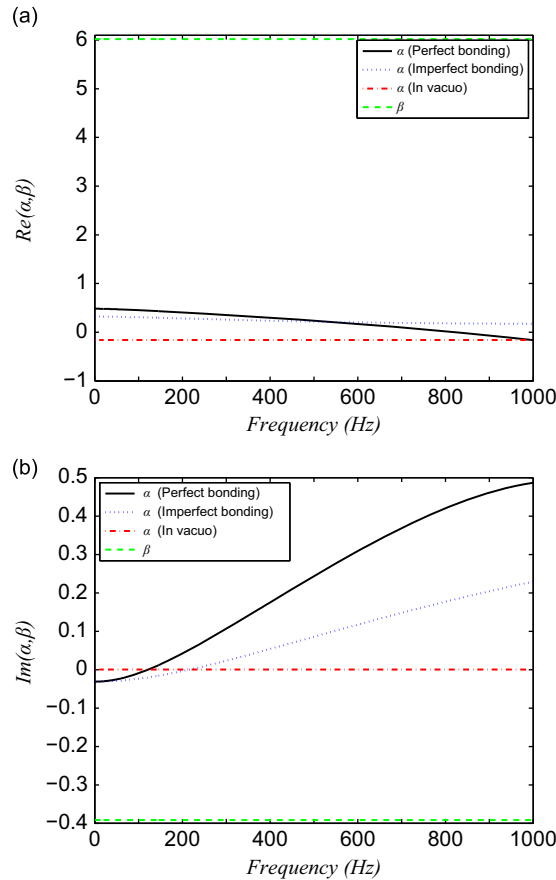 (a)
6
5
4
3
2
1
0
−1
Re(α,β)
α (Perfect bonding)
α (Imperfect bonding)
α (In vacuo)
β
0 200 400 600 800 1000
Frequency (Hz)
(b)
0.5
0.4
0.3
0.2
0.1
0
−0.1
−0.2
−0.3
−0.4
Im(α,β)
α (Perfect bonding)
α (Imperfect bonding)
α (In vacuo)
β
0 200 400 600 800 1000
Frequency (Hz)